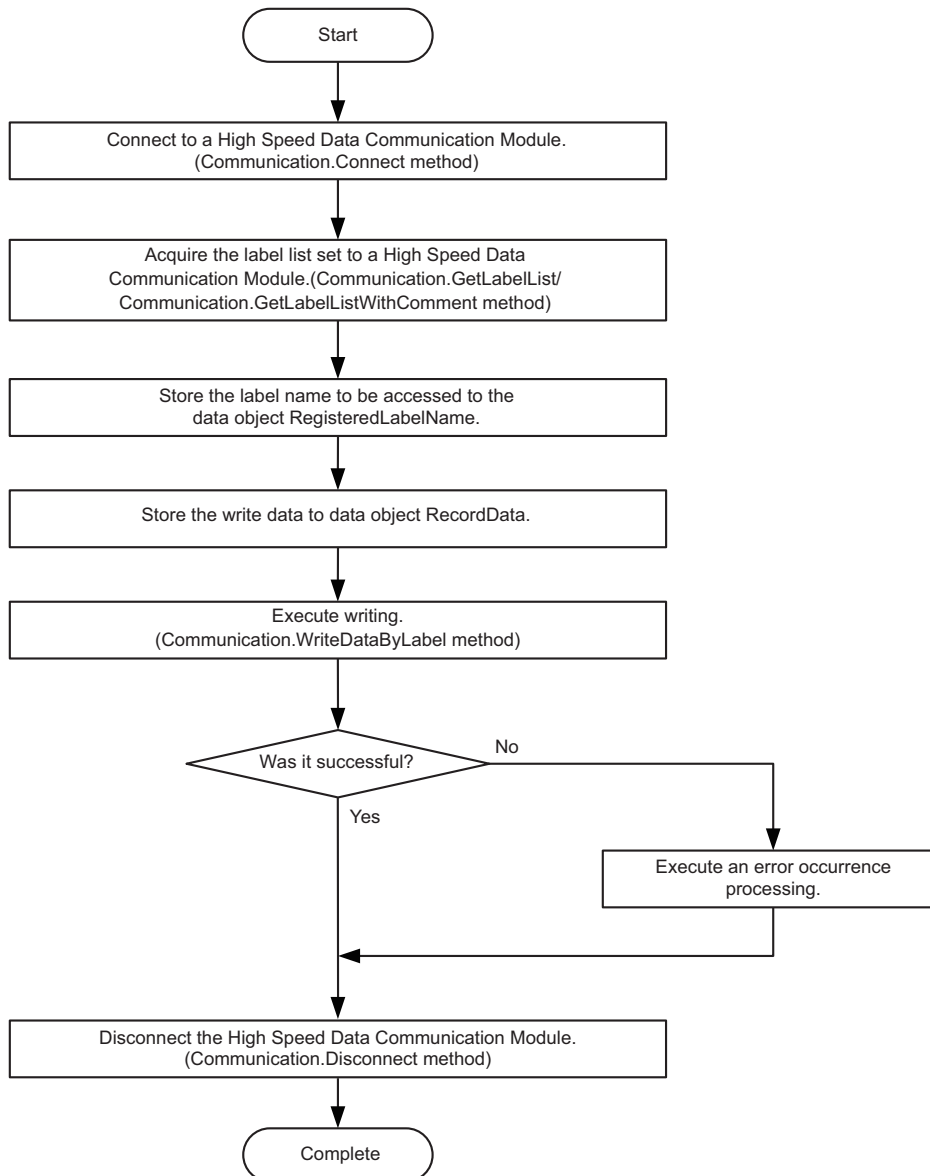 Start
Connect to a High Speed Data Communication Module.
(Communication.Connect method)
Acquire the label list set to a High Speed Data
Communication Module.(Communication.GetLabelList/
Communication.GetLabelListWithComment method)
Store the label name to be accessed to the
data object RegisteredLabelName.
Store the write data to data object RecordData.
Execute writing.
(Communication.WriteDataByLabel method)
Was it successful?
No
Yes
Execute an error occurrence
processing.
Disconnect the High Speed Data Communication Module.
(Communication.Disconnect method)
Complete